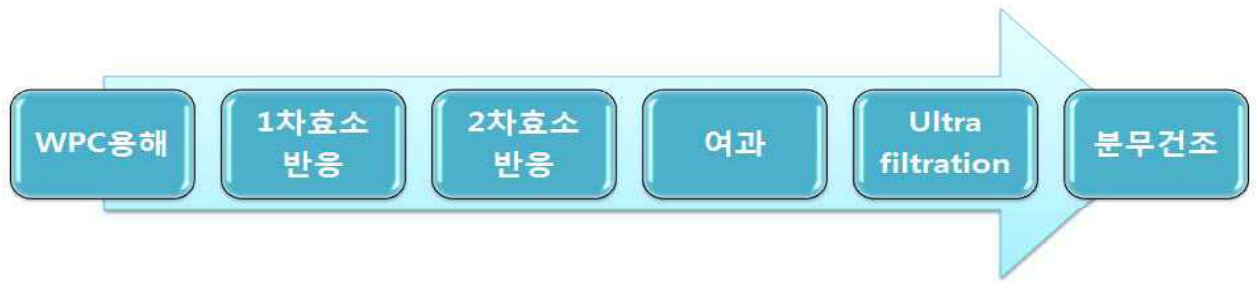 WPC용해
1차효소
반응
2차효소
반응
여과
Ultra
filtration
분무건조